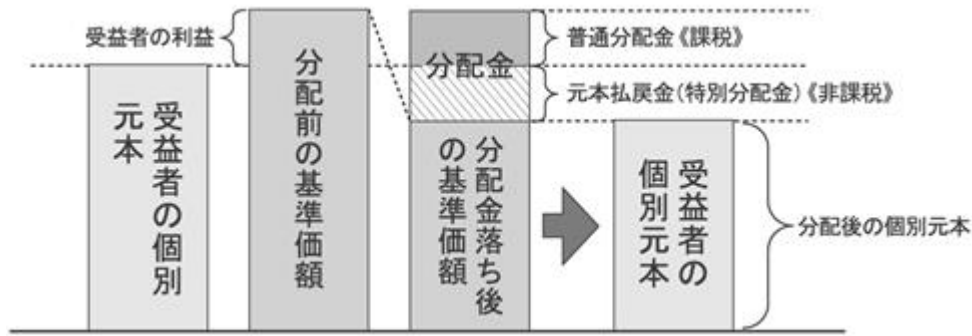 受益者の利益
受益者の個別
元本
分配前の基準価額
分配金
分配金落ち後
の基準価額
普通分配金《課税》
元本払戻金(特別分配金)《非課税》
受益者の
個別元本
分配後の個別元本